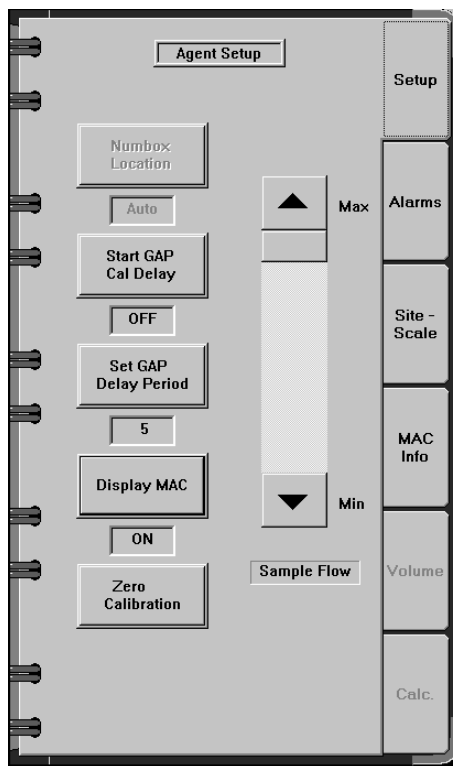 Agent Setup
Setup
Numbox
Location
Auto
Max
Alarms
Start GAP
Cal Delay
OFF
Site -
Scale
Set GAP
Delay Period
5
MAC
Info
Display MAC
Min
ON
Sample Flow
Volume
Zero
Calibration
Calc.